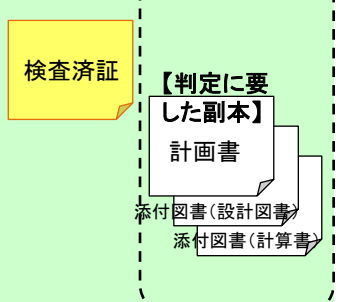 検査済証
【判定に要
した副本】
計画書
添付図書(設計図書)
添付図書(計算書)